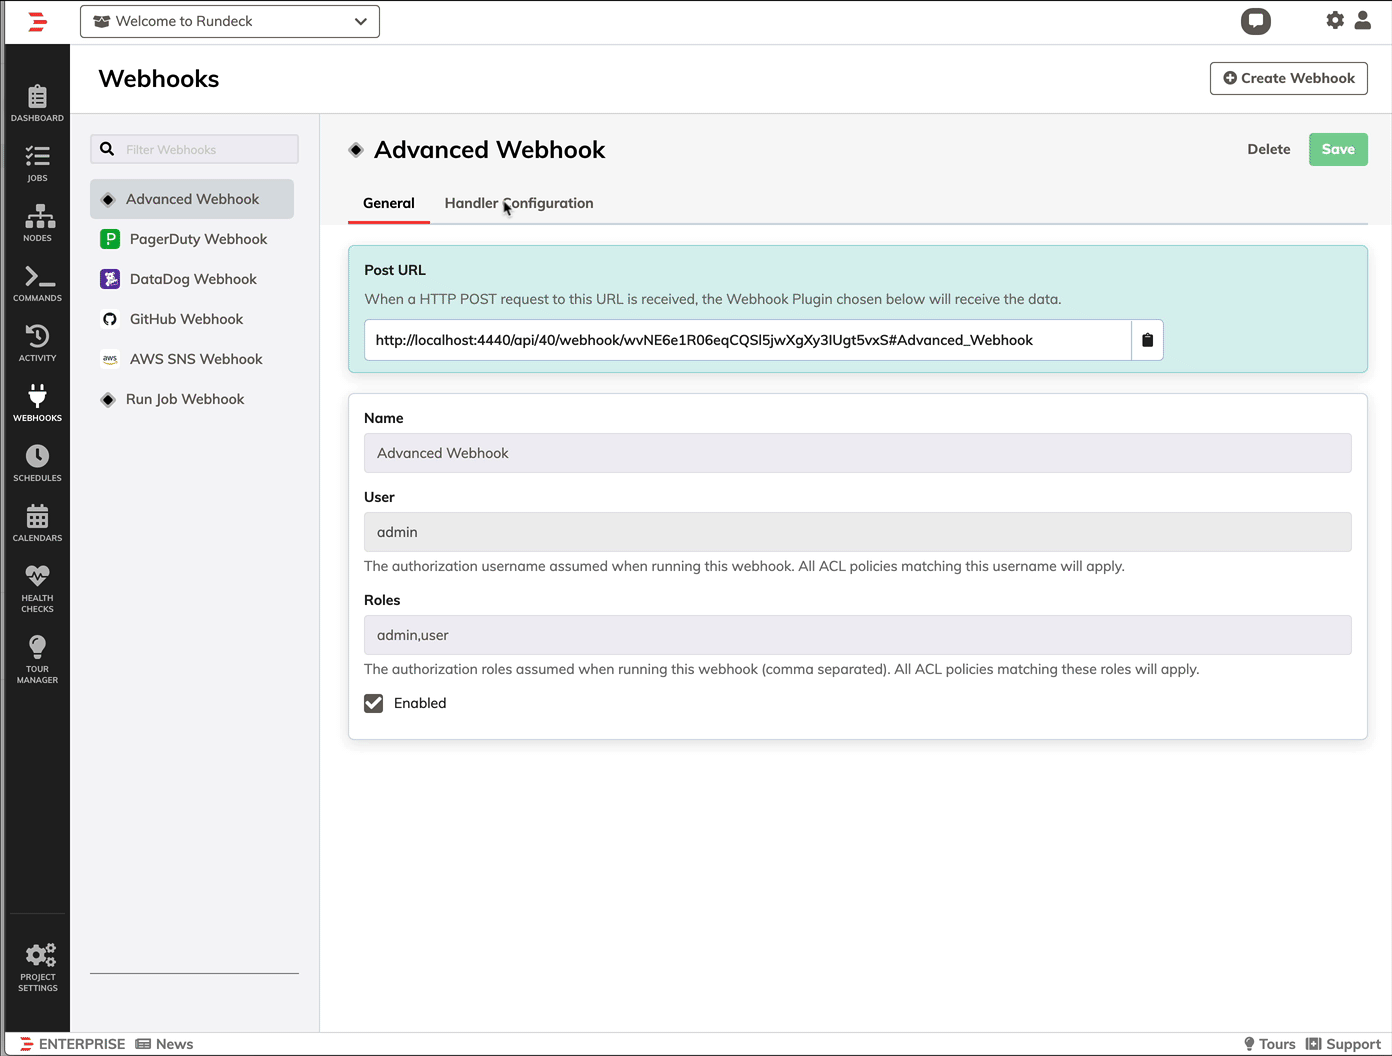 Welcome to Rundeck
Webhooks
Create Webhook
DASHBOARD
JOBS
NODES
COMMANDS
ACTIVITY
WEBHOOKS
SCHEDULES
CALENDARS
HEALTH
CHECKS
TOUR
MANAGER
PROJECT
SETTINGS
Filter Webhooks
Advanced Webhook
P PagerDuty Webhook
DataDog Webhook
GitHub Webhook
aws AWS SNS Webhook
Run Job Webhook
Advanced Webhook
Delete Save
General Handler Configuration
Post URL
When a HTTP POST request to this URL is received, the Webhook Plugin chosen below will receive the data.
http://localhost:4440/api/40/webhook/wvNE6e1R06eqCQSl5jwXgXy3IUgt5vxS#Advanced_Webhook
Name
Advanced Webhook
User
admin
The authorization username assumed when running this webhook. All ACL policies matching this username will apply.
Roles
admin,user
The authorization roles assumed when running this webhook (comma separated). All ACL policies matching these roles will apply.
Enabled
ENTERPRISE News
Tours Support